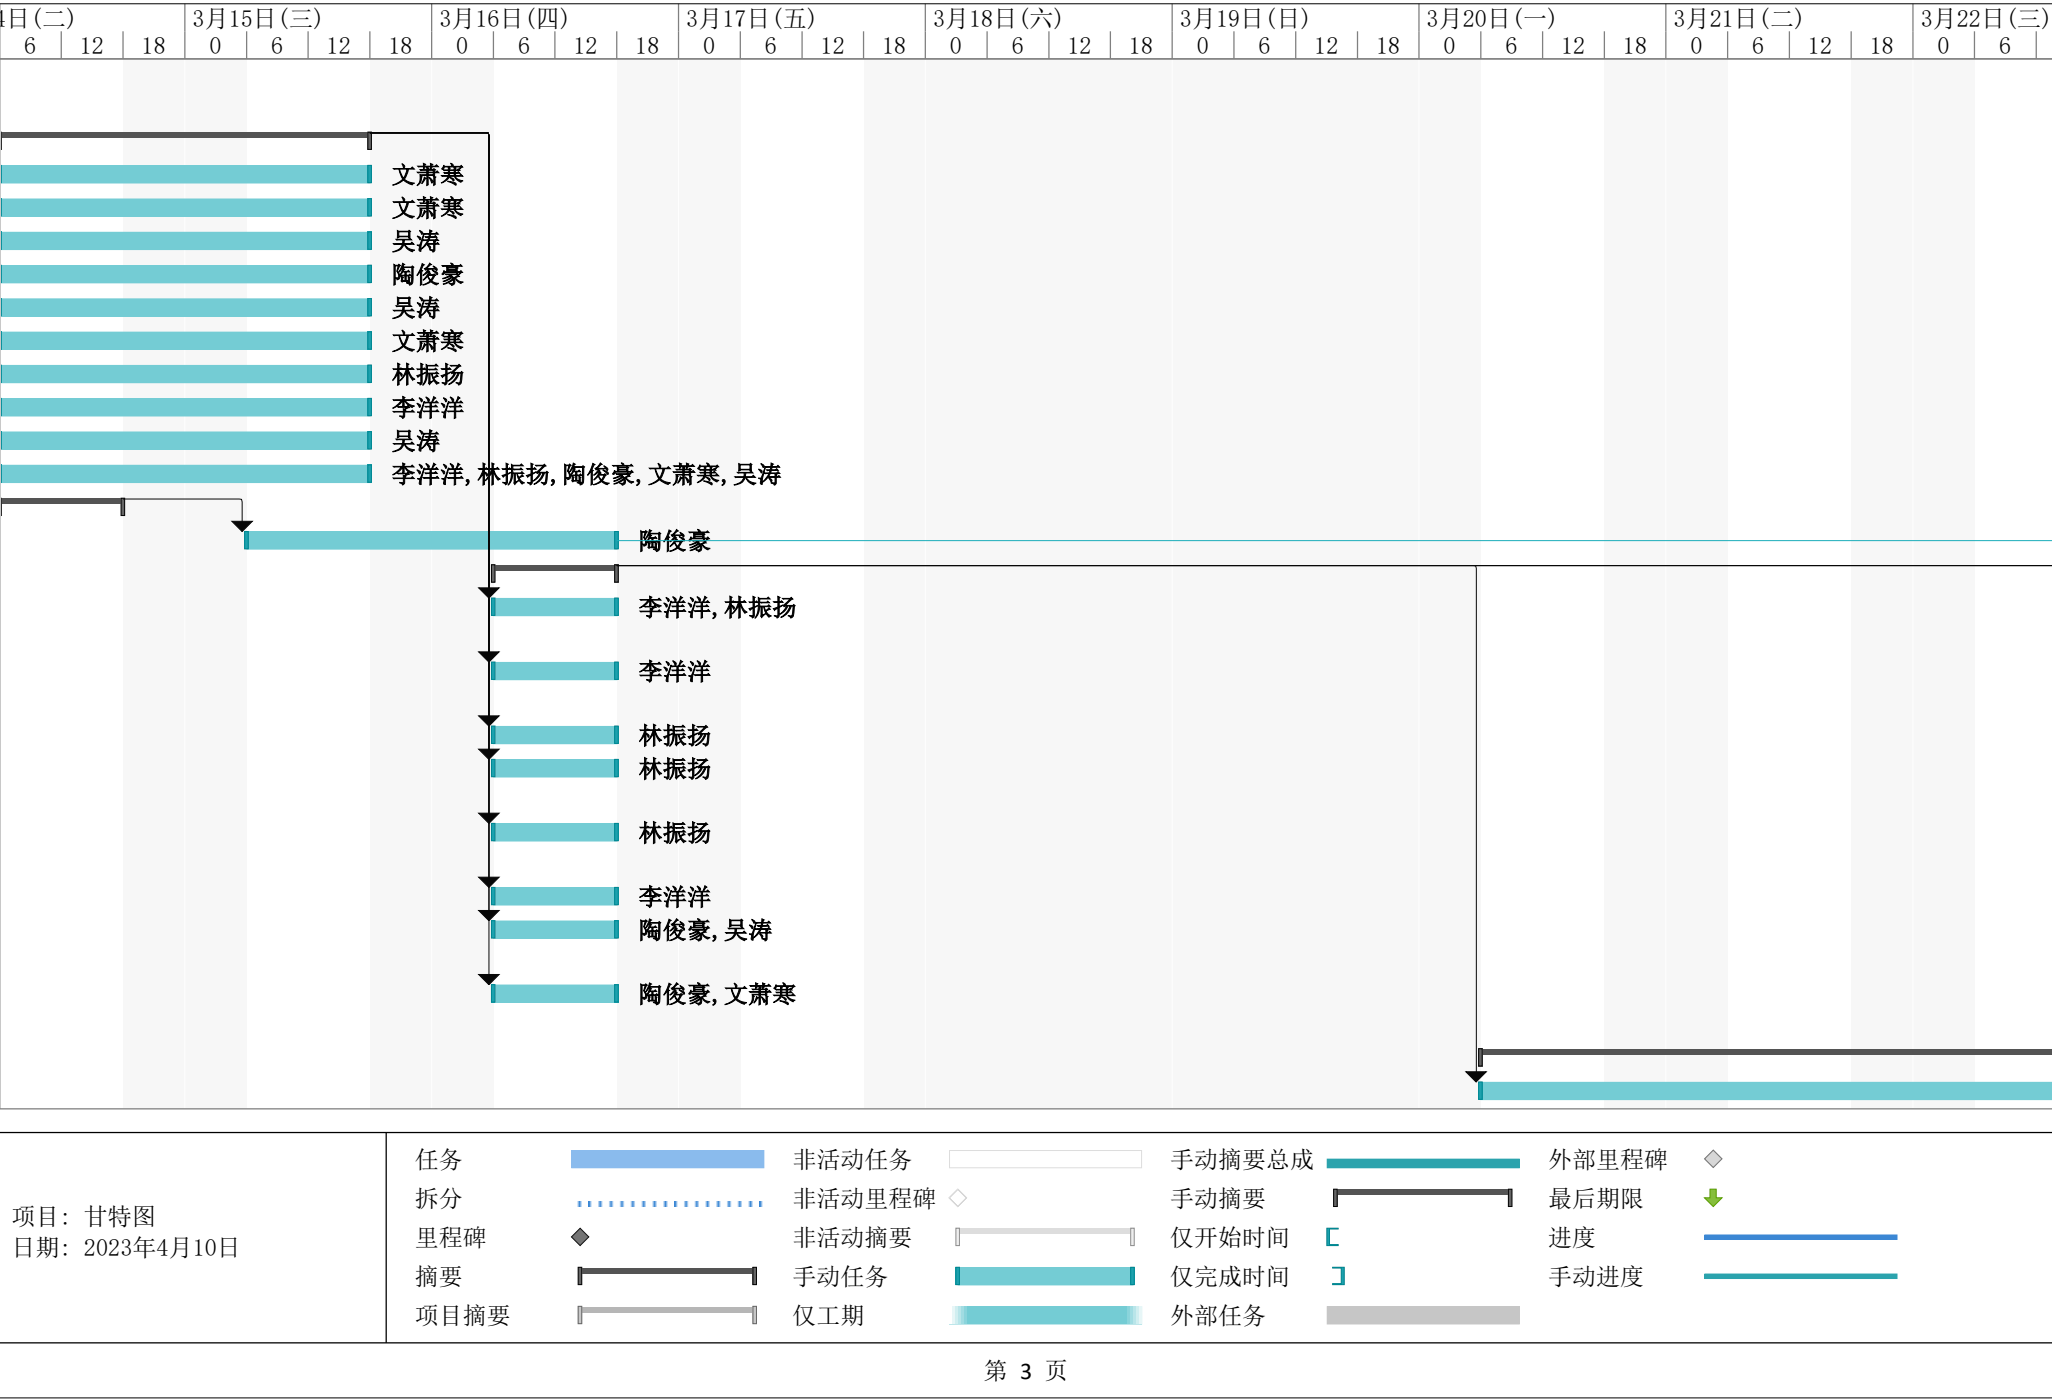 4日(二) 3月15日(三) 3月16日(四) 3月17日(五) 3月18日(六) 3月19日(日) 3月20日(一) 3月21日(二) 3月22日(三)
6 12 18 0 6 12 18 0 6 12 18 0 6 12 18 0 6 12 18 0 6 12 18 0 6 12 18 0 6 12 18 0 6
文萧寒
文萧寒
吴涛
陶俊豪
吴涛
文萧寒
林振扬
李洋洋
吴涛
李洋洋,林振扬,陶俊豪,文萧寒,吴涛
陶俊豪
李洋洋,林振扬
李洋洋
林振扬
林振扬
林振扬
李洋洋
陶俊豪,吴涛
陶俊豪,文萧寒
项目: 甘特图
日期: 2023年4月10日
任务
拆分
里程碑
摘要
项目摘要
非活动任务
非活动里程碑
非活动摘要
手动任务
仅工期
手动摘要总成
手动摘要
仅开始时间
仅完成时间
外部任务
外部里程碑
最后期限
进度
手动进度
第 3 页